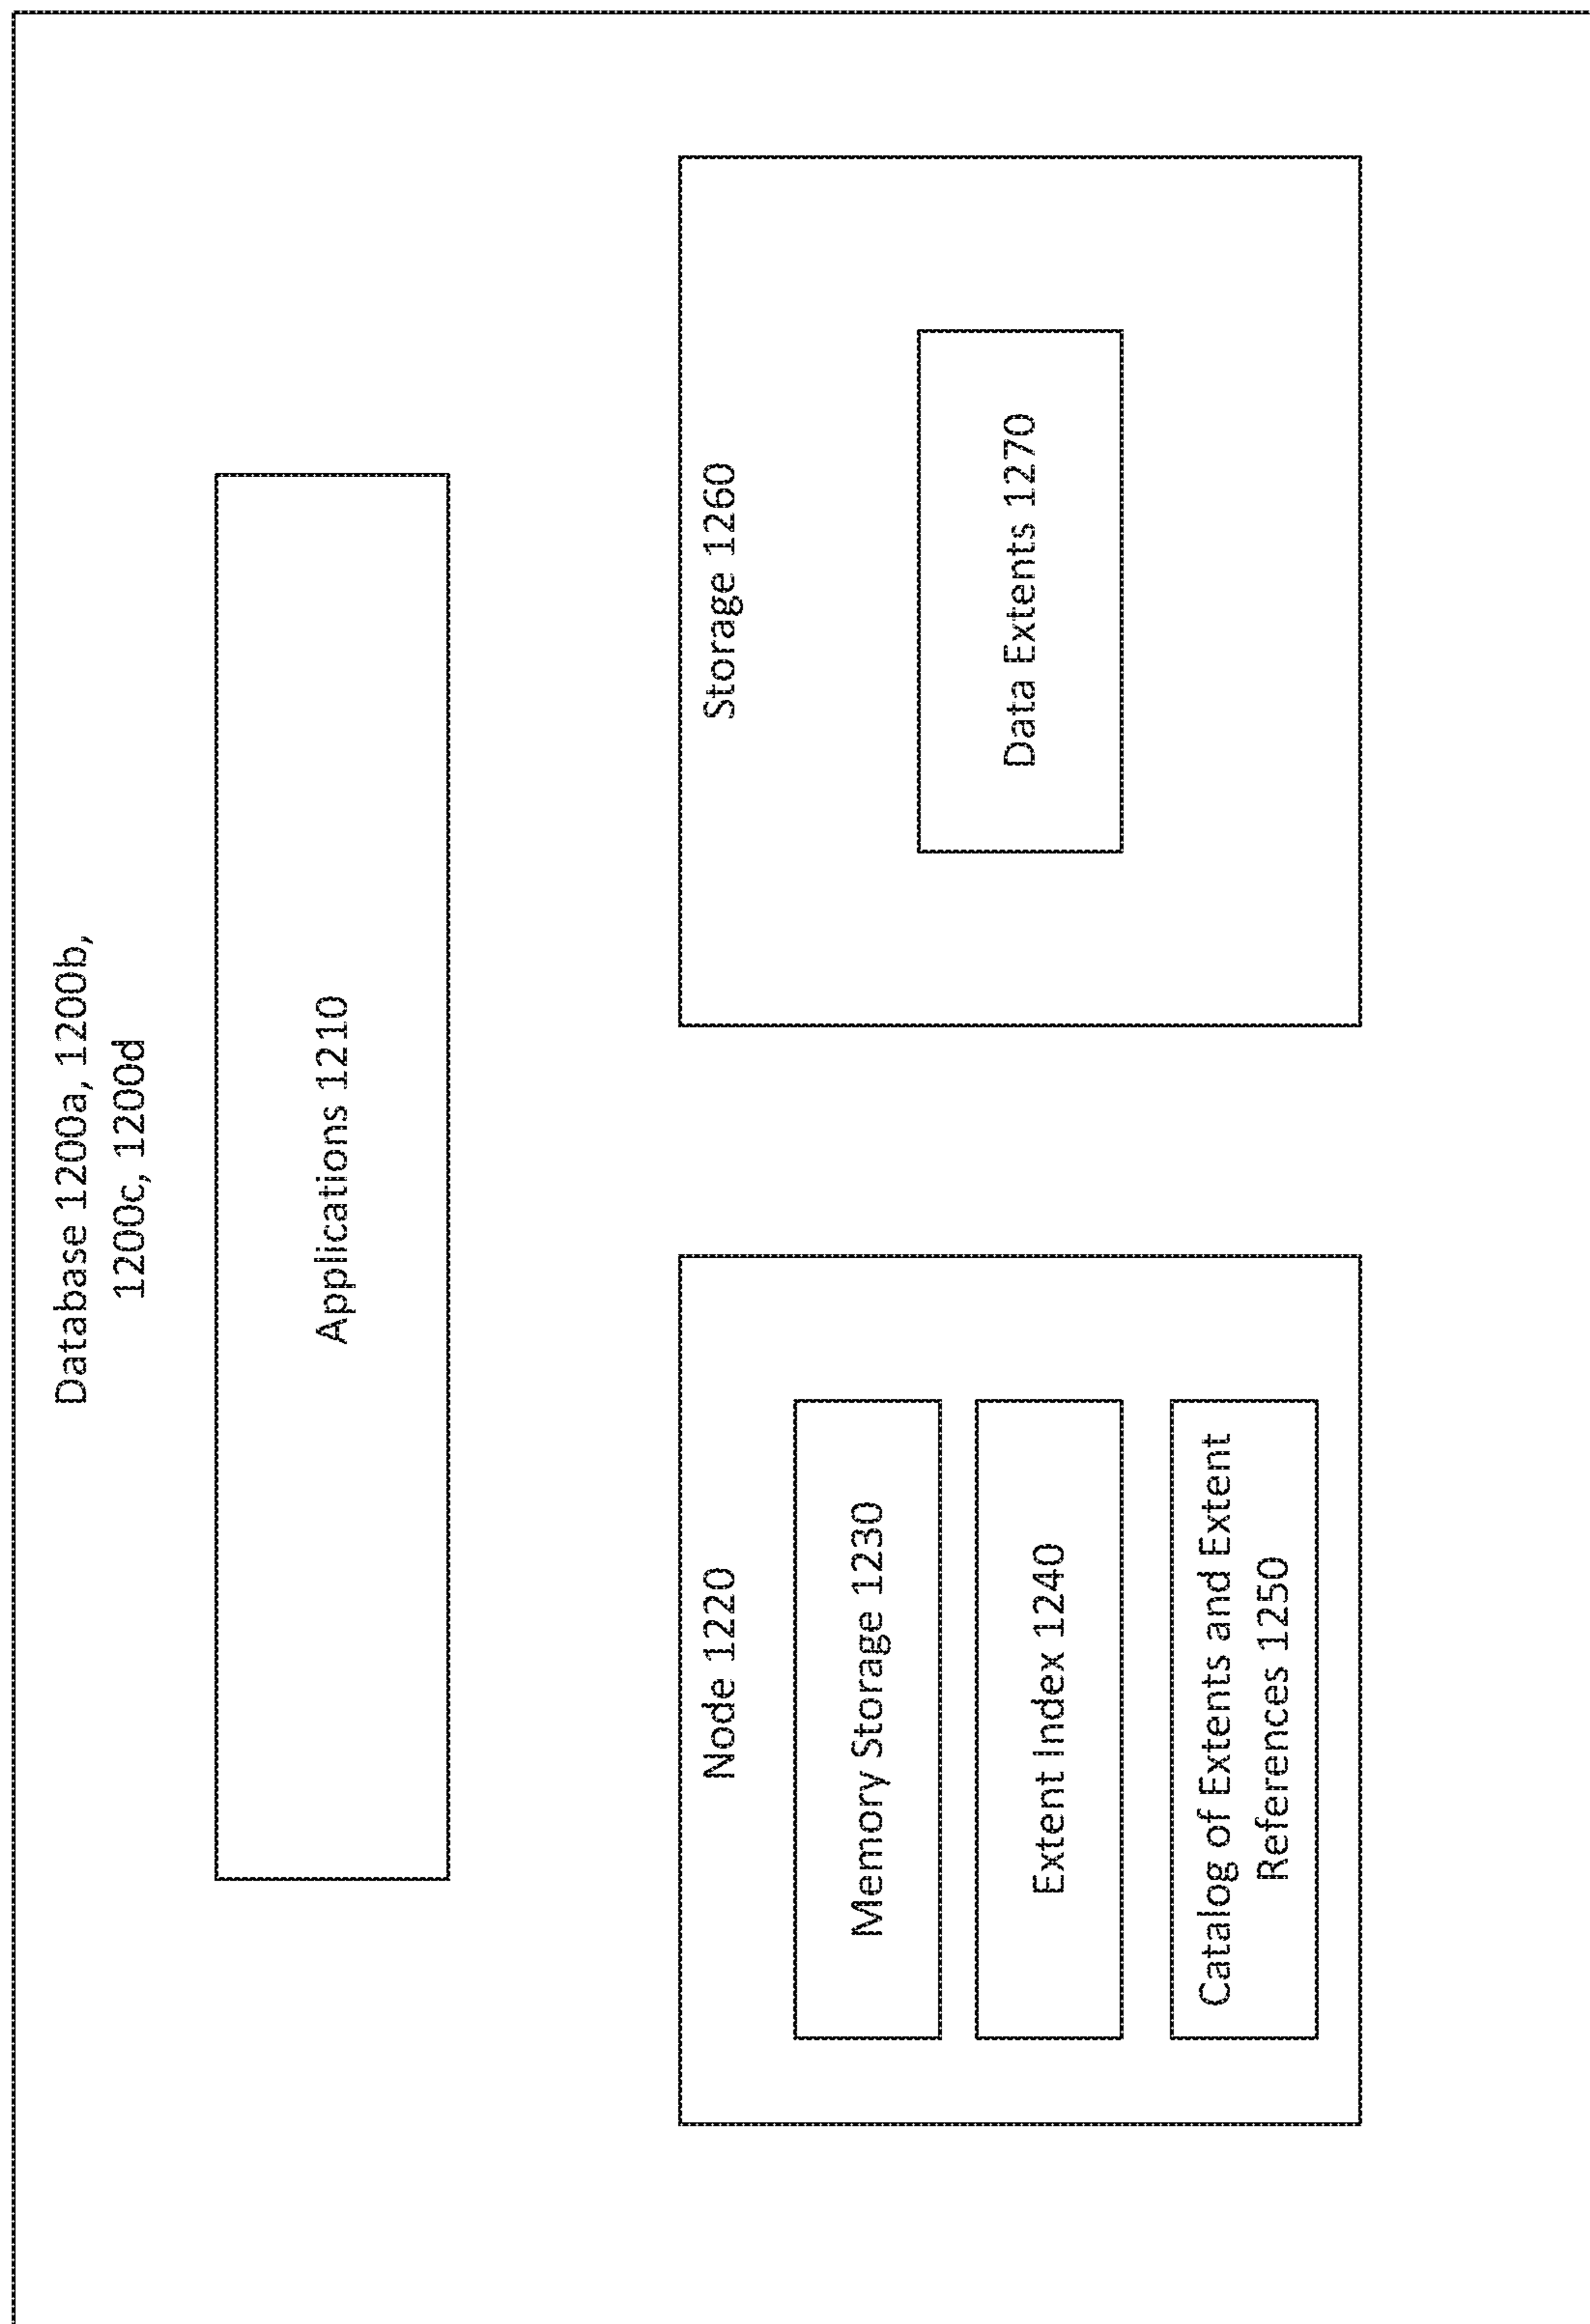 Database 1200a, 1200b,
1200c, 1200d
Applications 1210
Node 1220
Memory Storage 1230
Extent Index 1240
Catalog of Extents and Extent
References 1250
Storage 1260
Data Extents 1270